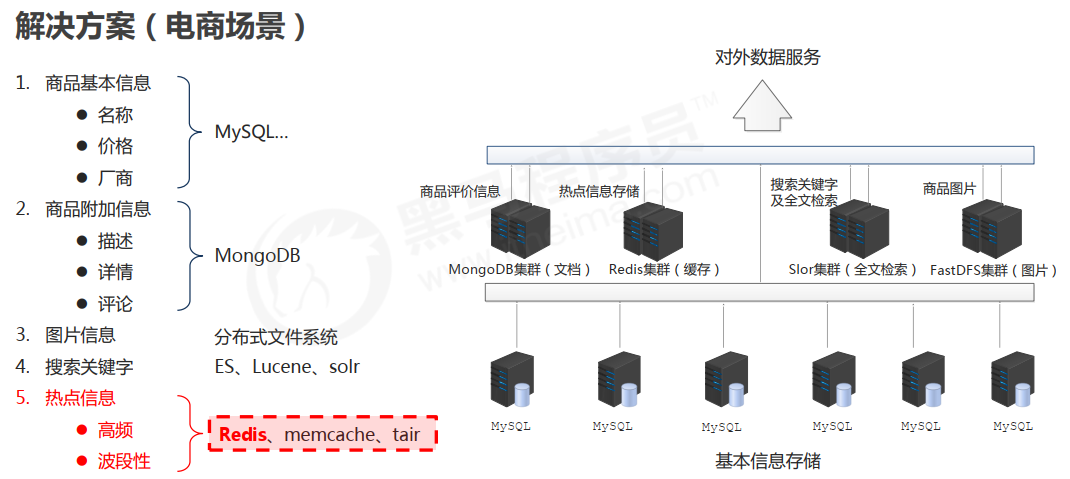 解决方案（电商场景）
1. 商品基本信息
● 名称
● 价格
● 厂商
MySQL...
2. 商品附加信息
● 描述
● 详情
● 评论
MongoDB
3. 图片信息
分布式文件系统
4. 搜索关键字
ES、Lucene、solr
5. 热点信息
● 高频
● 波段性
Redis、memcache、tair
对外数据服务
商品评价信息
热点信息存储
搜索关键字
及全文检索
商品图片
MongoDB集群（文档）
Redis集群（缓存）
Slor集群（全文检索）
FastDFS集群（图片）
MySQL
MySQL
MySQL
MySQL
MySQL
MySQL
基本信息存储
黑马程序员™
www.itheima.com